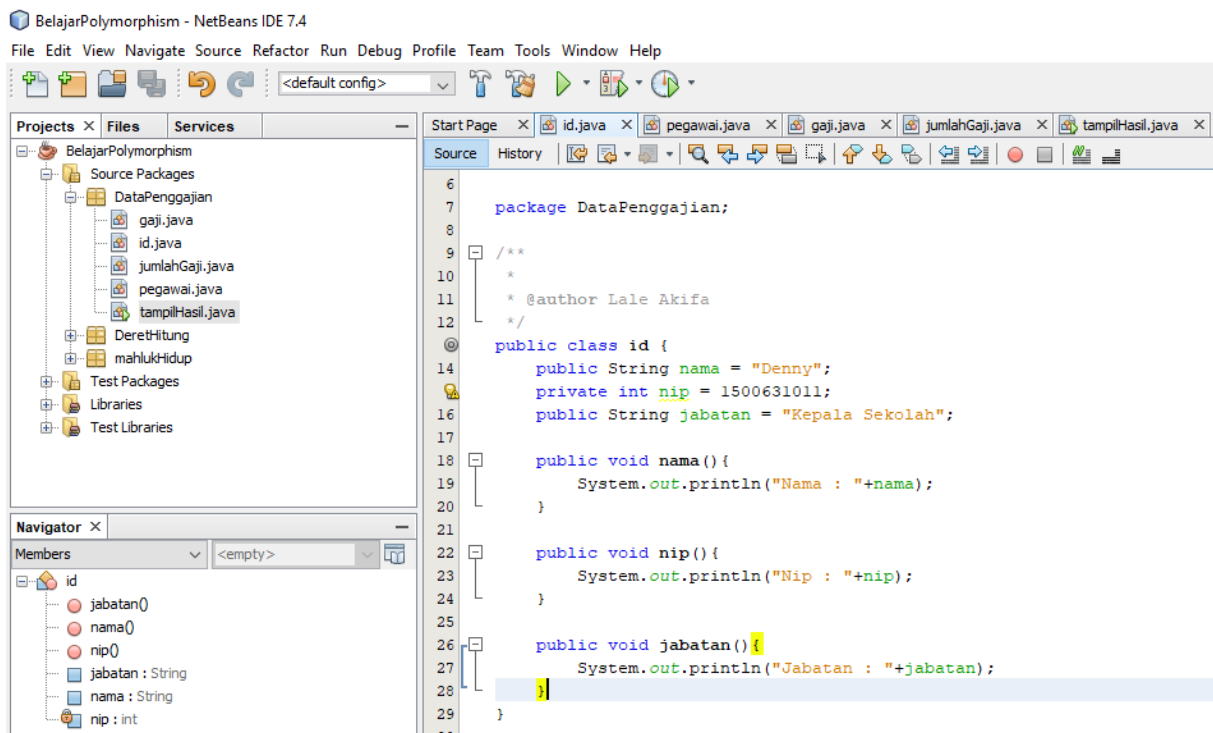 BelajarPolymorphism - NetBeans IDE 7.4
File Edit View Navigate Source Refactor Run Debug Profile Team Tools Window Help
<default config>
Projects Files Services
BelajarPolymorphism
Source Packages
DataPenggajian
gaji.java
id.java
jumlahGaji.java
pegawai.java
tampilHasil.java
DeretHitung
mahlukHidup
Test Packages
Libraries
Test Libraries
Navigator
Members <empty>
id
jabatan()
nama()
nip()
jabatan : String
nama : String
nip : int
Start Page id.java pegawai.java gaji.java jumlahGaji.java tampilHasil.java
Source History
6
7 package DataPenggajian;
8
9 /**
10 *
11 * @author Lale Akifa
12 */
public class id {
14 public String nama = "Denny";
private int nip = 1500631011;
16 public String jabatan = "Kepala Sekolah";
17
18 public void nama(){
19 System.out.println("Nama : "+nama);
20 }
21
22 public void nip(){
23 System.out.println("Nip : "+nip);
24 }
25
26 public void jabatan(){
27 System.out.println("Jabatan : "+jabatan);
28 }
29 }